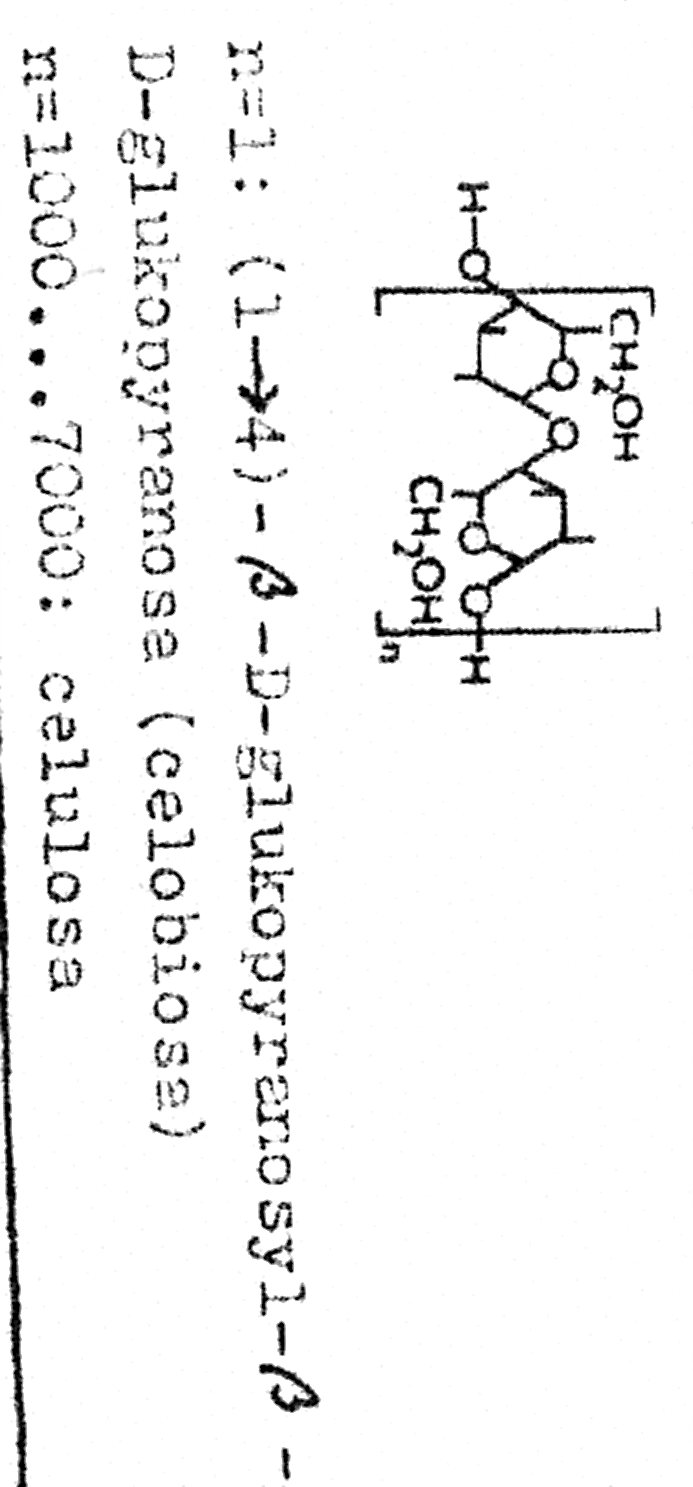 CH₂OH
H-O O O O O-H
CH₂OH n
n=1: (1→4)-β-D-glukopyranosyl-β-
D-glukopyranosa (celobiosa)
n=1000...7000: celulosa